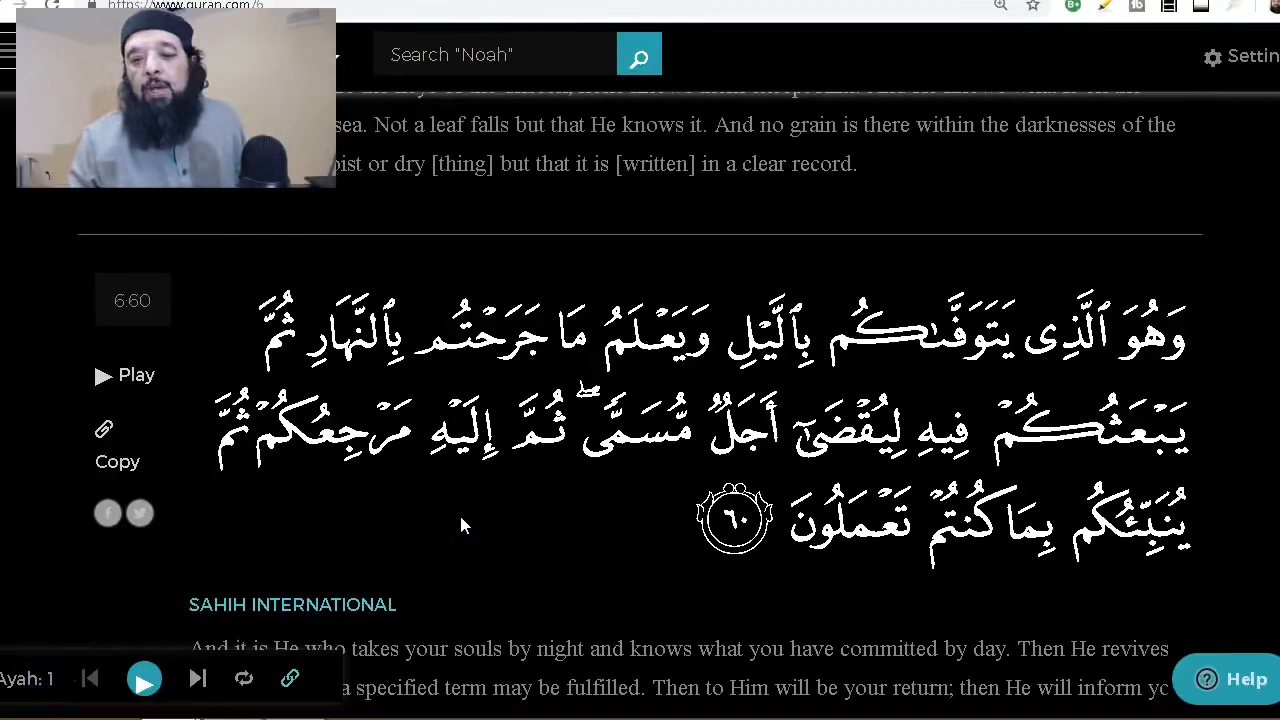 https://www.quran.com/6
Search "Noah"
sea. Not a leaf falls but that He knows it. And no grain is there within the darknesses of the
or dry [thing] but that it is [written] in a clear record.
6:60
Play
Copy
وَهُوَ ٱلَّذِى يَتَوَفَّىٰكُم بِٱلَّيْلِ وَيَعْلَمُ مَا جَرَحْتُم بِٱلنَّهَارِ ثُمَّ
يَبْعَثُكُمْ فِيهِ لِيُقْضَىٰٓ أَجَلٌ مُّسَمًّى ۖ ثُمَّ إِلَيْهِ مَرْجِعُكُمْ ثُمَّ
يُنَبِّئُكُم بِمَا كُنتُمْ تَعْمَلُونَ ٦٠
SAHIH INTERNATIONAL
And it is He who takes your souls by night and knows what you have committed by day. Then He revives
a specified term may be fulfilled. Then to Him will be your return; then He will inform
Ayah: 1
Help